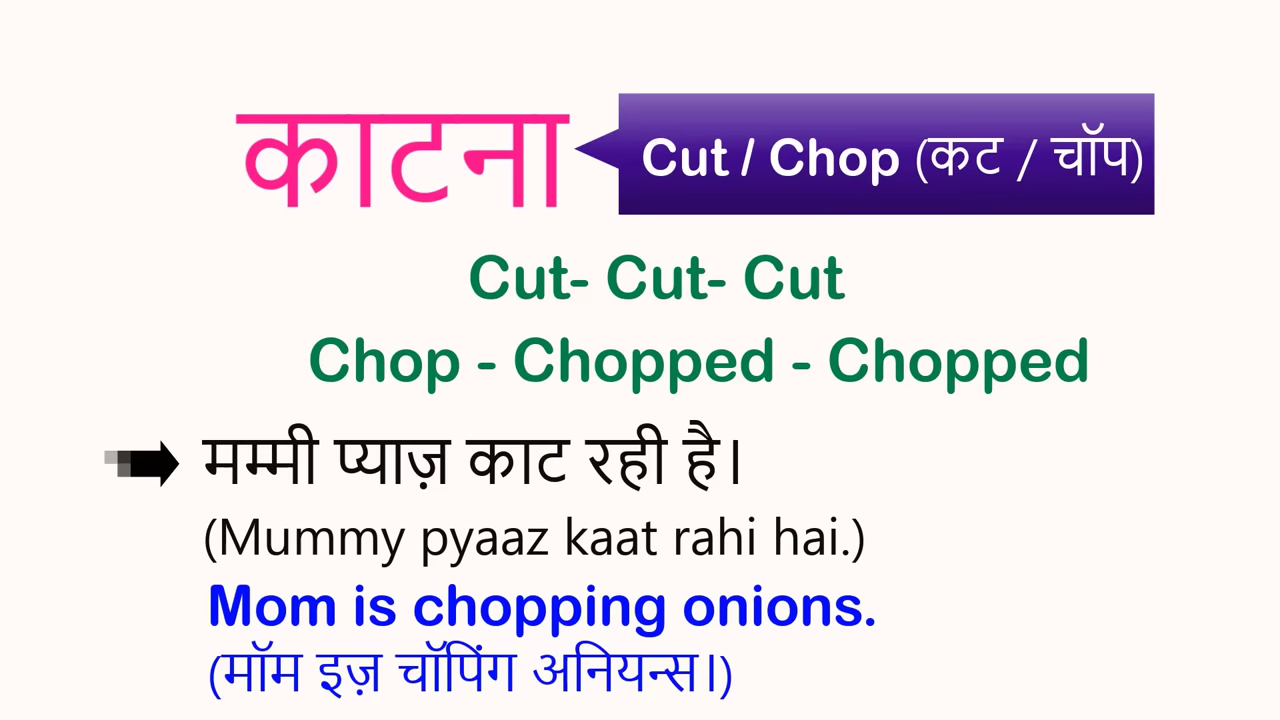 काटना
Cut / Chop (कट / चॉप)
Cut- Cut- Cut
Chop - Chopped - Chopped
मम्मी प्याज़ काट रही है।
(Mummy pyaaz kaat rahi hai.)
Mom is chopping onions.
(मॉम इज़ चॉपिंग अनियन्स।)